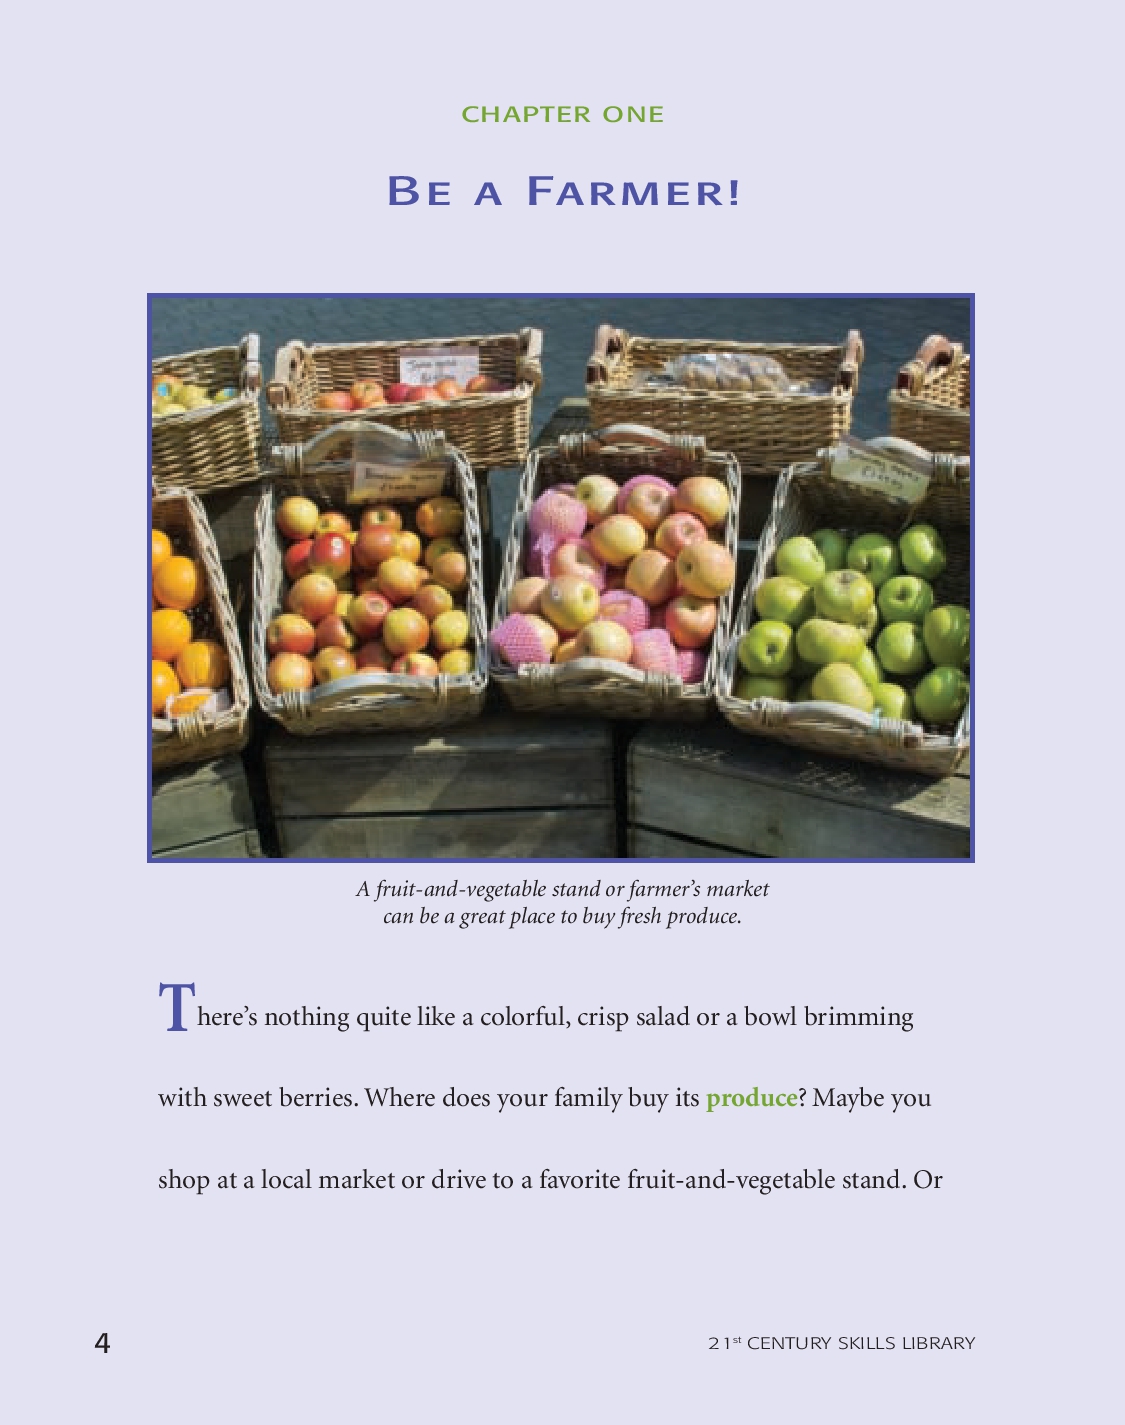 CHAPTER ONE
BE A FARMER!
A fruit-and-vegetable stand or farmer’s market
can be a great place to buy fresh produce.
There’s nothing quite like a colorful, crisp salad or a bowl brimming
with sweet berries. Where does your family buy its produce? Maybe you
shop at a local market or drive to a favorite fruit-and-vegetable stand. Or
4
21st CENTURY SKILLS LIBRARY